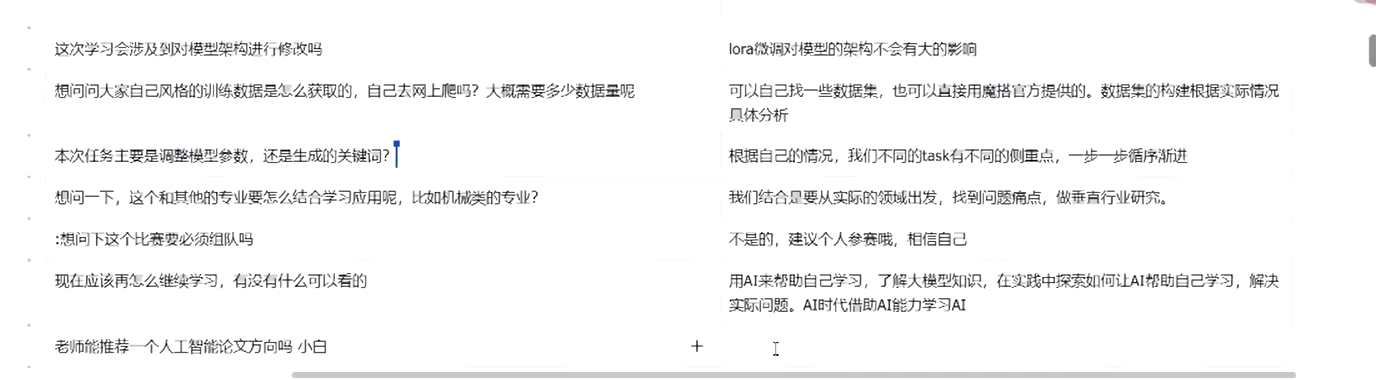 这次学习会涉及到对模型架构进行修改吗
lora微调对模型的架构不会有大的影响
想问问大家自己风格的训练数据是怎么获取的，自己去网上爬吗？大概需要多少数据量呢
可以自己找一些数据集，也可以直接用魔搭官方提供的。数据集的构建根据实际情况
具体分析
本次任务主要是调整模型参数，还是生成的关键词？
根据自己的情况，我们不同的task有不同的侧重点，一步一步循序渐进
想问一下，这个和其他的专业要怎么结合学习应用呢，比如机械类的专业？
我们结合是要从实际的领域出发，找到问题痛点，做垂直行业研究。
:想问下这个比赛要必须组队吗
不是的，建议个人参赛哦，相信自己
现在应该再怎么继续学习，有没有什么可以看的
用AI来帮助自己学习，了解大模型知识，在实践中探索如何让AI帮助自己学习，解决
实际问题。AI时代借助AI能力学习AI
老师能推荐一个人工智能论文方向吗 小白